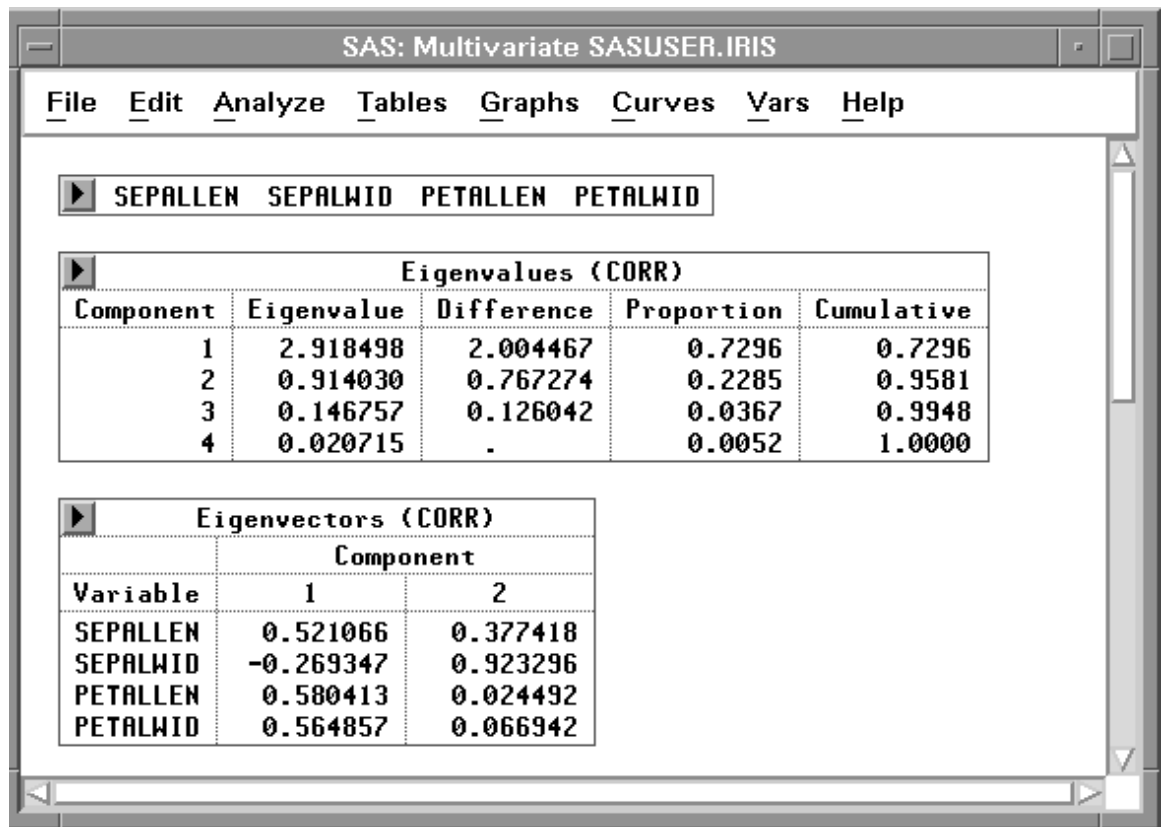 SAS: Multivariate SASUSER.IRIS
File Edit Analyze Tables Graphs Curves Vars Help
SEPALLEN SEPALWID PETALLEN PETALWID
Eigenvalues (CORR)
Component Eigenvalue Difference Proportion Cumulative
1 2.918498 2.004467 0.7296 0.7296
2 0.914030 0.767274 0.2285 0.9581
3 0.146757 0.126042 0.0367 0.9948
4 0.020715 . 0.0052 1.0000
Eigenvectors (CORR)
Component
Variable 1 2
SEPALLEN 0.521066 0.377418
SEPALWID -0.269347 0.923296
PETALLEN 0.580413 0.024492
PETALWID 0.564857 0.066942